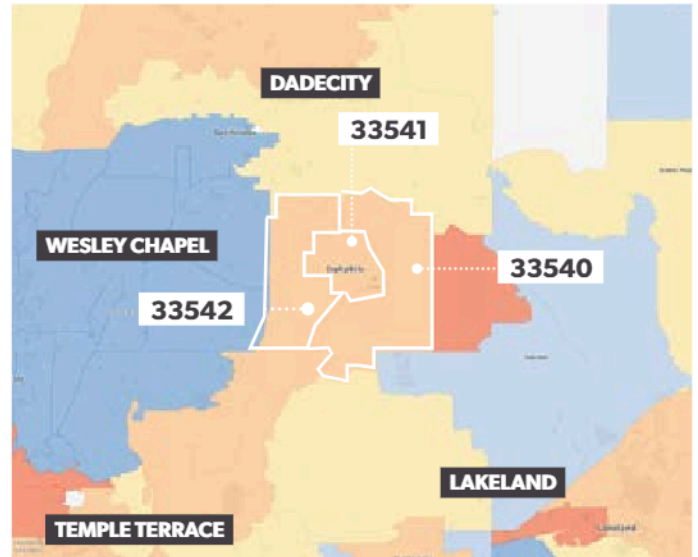 DADECITY
33541
WESLEY CHAPEL
33540
33542
LAKELAND
TEMPLE TERRACE